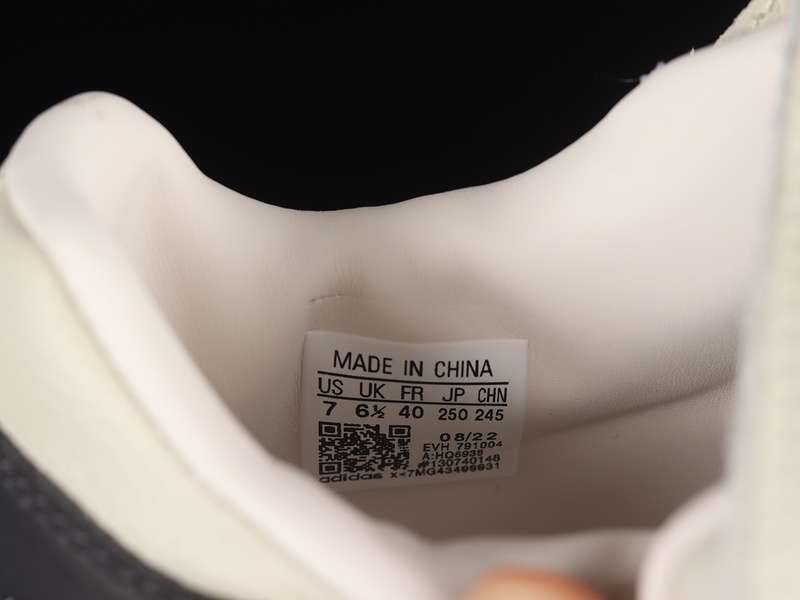 MADE IN CHINA
US UK FR JP CHN
7 6½ 40 250 245
08/22
EVH 791004
A:HQ6938
#130740148
adidas